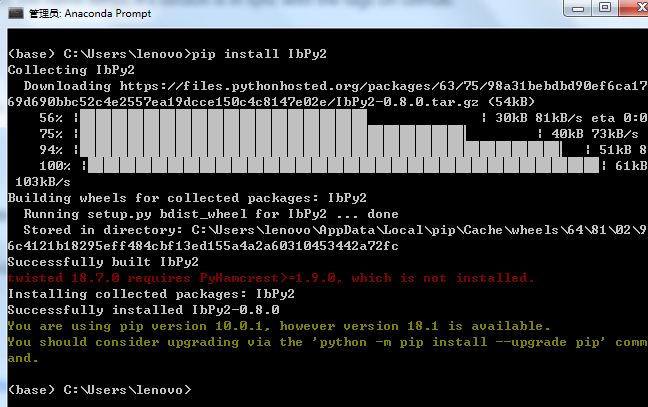 管理员: Anaconda Prompt
(base) C:\Users\lenovo>pip install IbPy2
Collecting IbPy2
Downloading https://files.pythonhosted.org/packages/63/75/98a31bebdbd90ef6ca17
69d690bbc52c4e2557ea19dcce150c4c8147e02e/IbPy2-0.8.0.tar.gz (54kB)
56% | | 30kB 81kB/s eta 0:0
75% | | 40kB 73kB/s
94% | | 51kB 8
100% | | 61kB
103kB/s
Building wheels for collected packages: IbPy2
Running setup.py bdist_wheel for IbPy2 ... done
Stored in directory: C:\Users\lenovo\AppData\Local\pip\Cache\wheels\64\81\02\9
6c4121b18295eff484cbf13ed155a4a2a60310453442a72fc
Successfully built IbPy2
twisted 18.7.0 requires PyHamcrest>=1.9.0, which is not installed.
Installing collected packages: IbPy2
Successfully installed IbPy2-0.8.0
You are using pip version 10.0.1, however version 18.1 is available.
You should consider upgrading via the 'python -m pip install --upgrade pip' comm
and.
(base) C:\Users\lenovo>